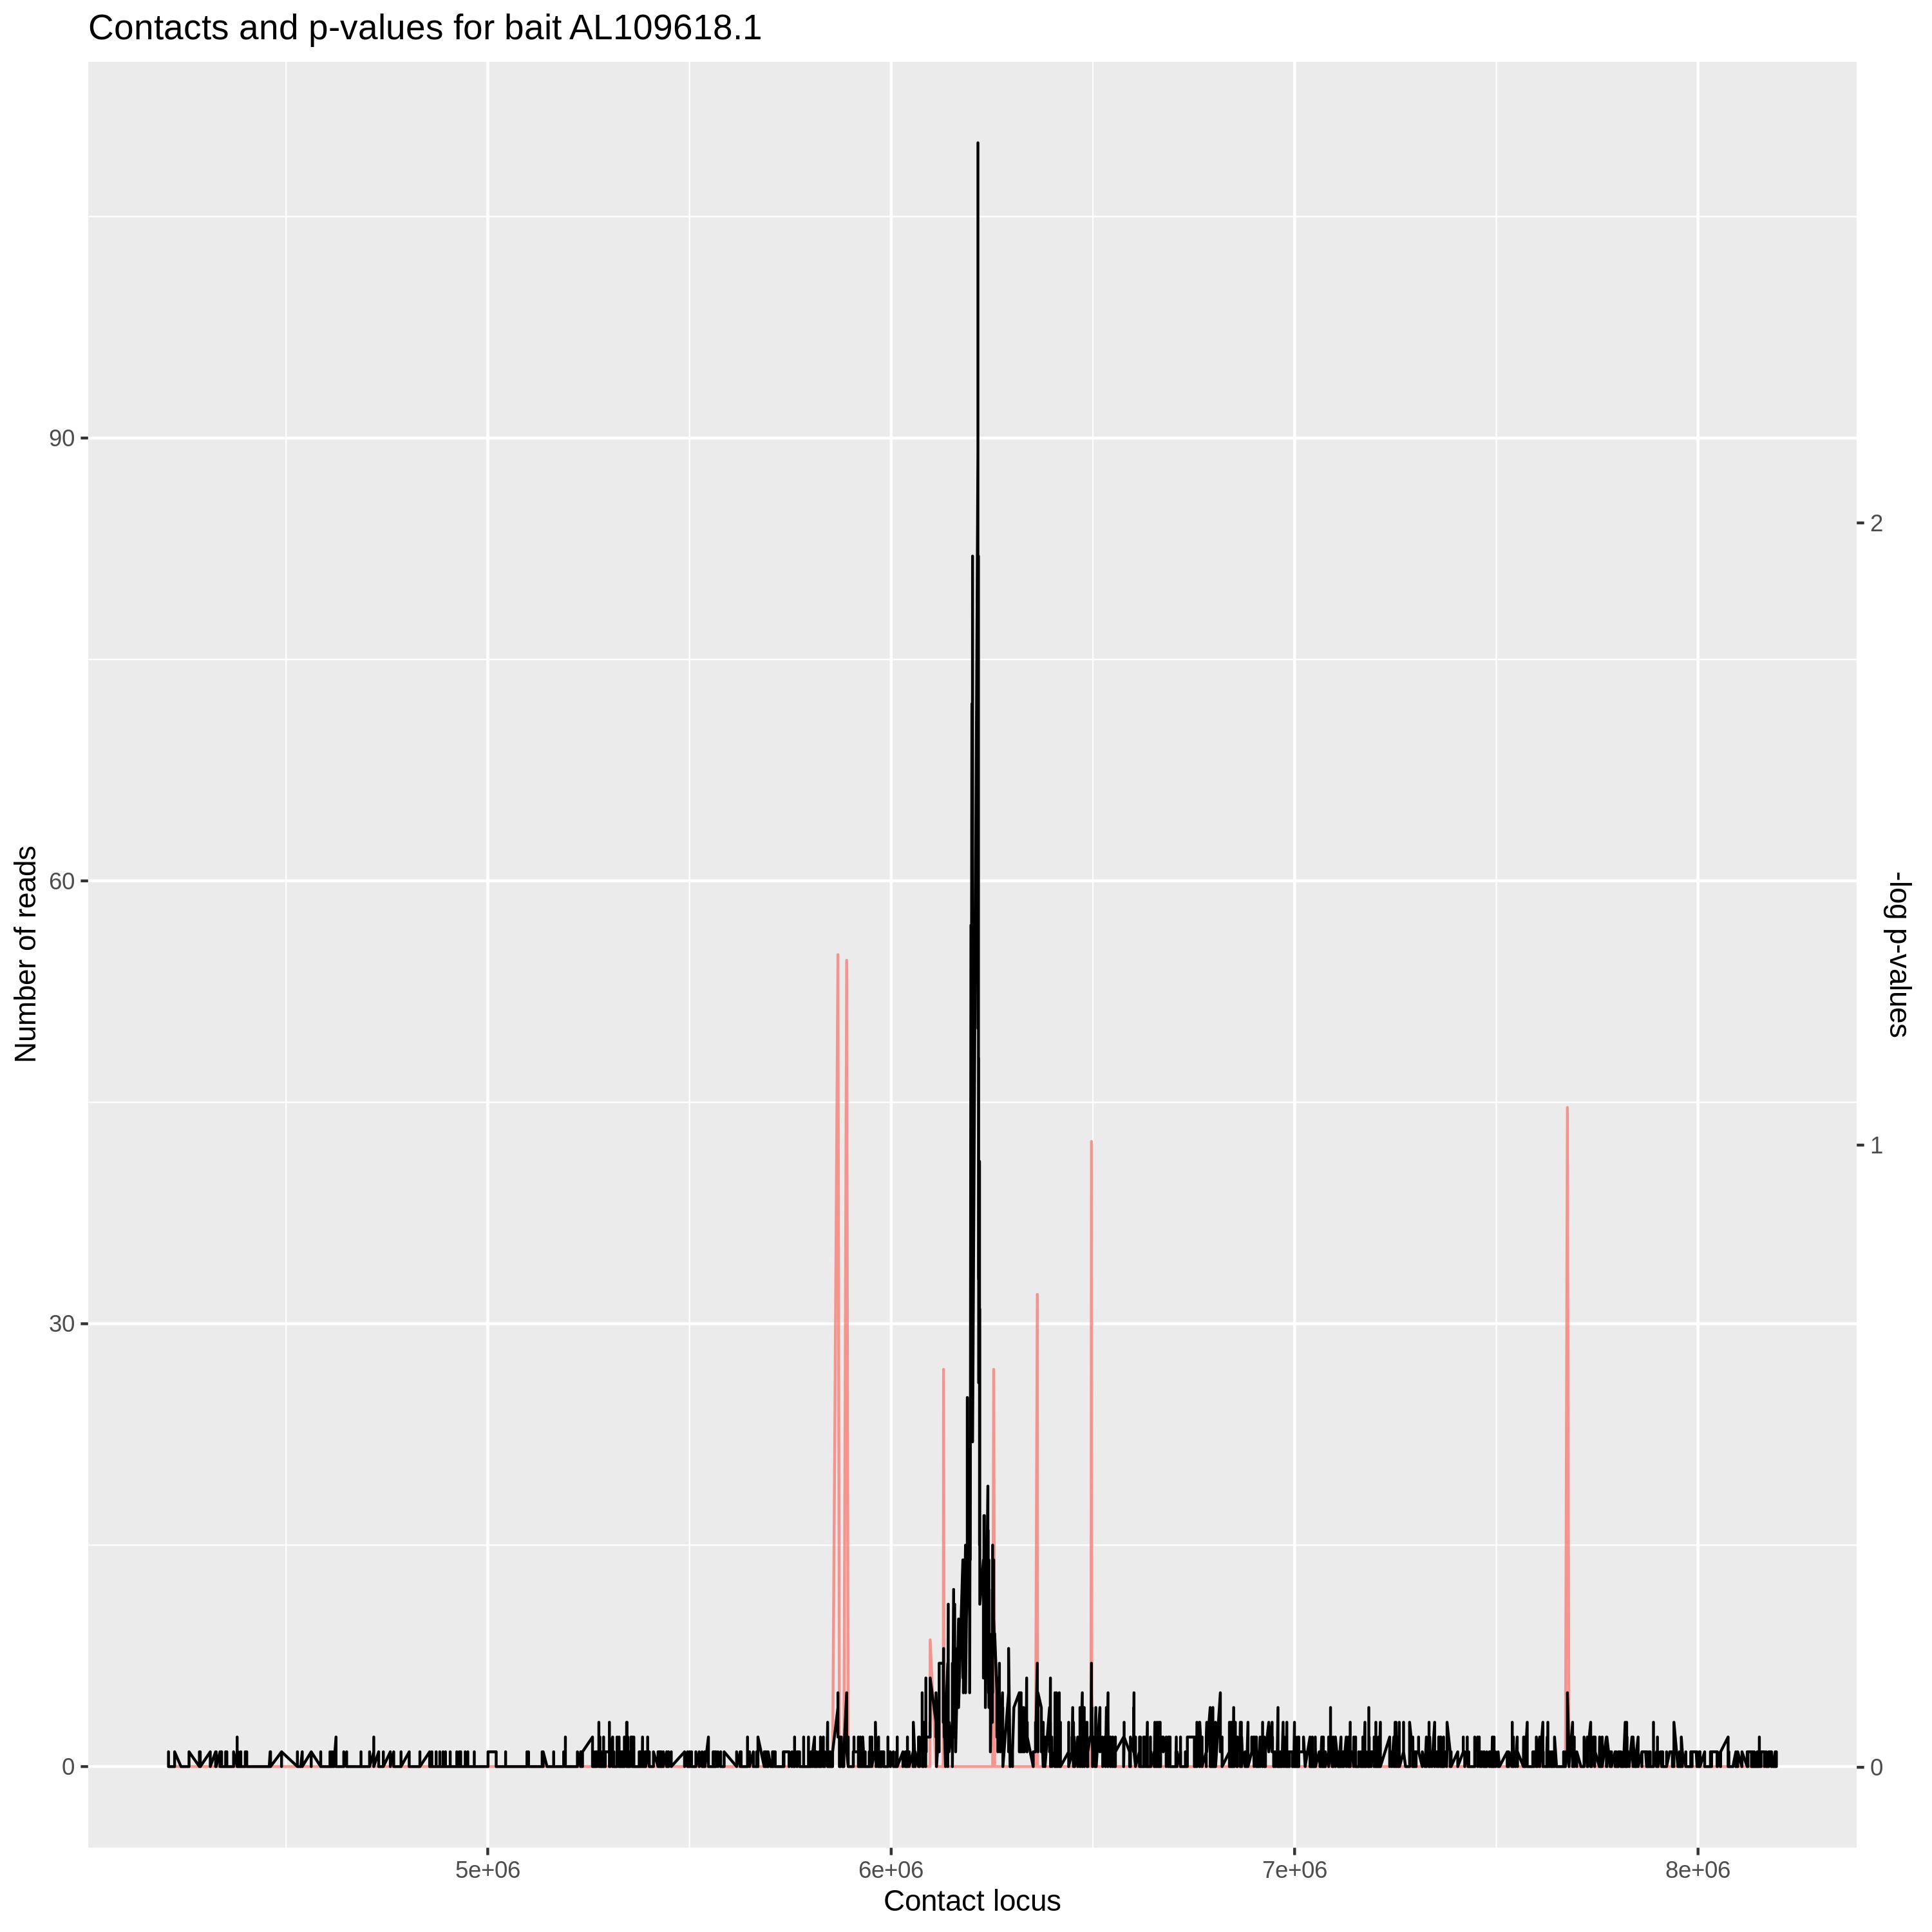 Contacts and p-values for bait AL109618.1
Number of reads
90
60
30
0
2
1
0
-log p-values
5e+06 6e+06 7e+06 8e+06
Contact locus